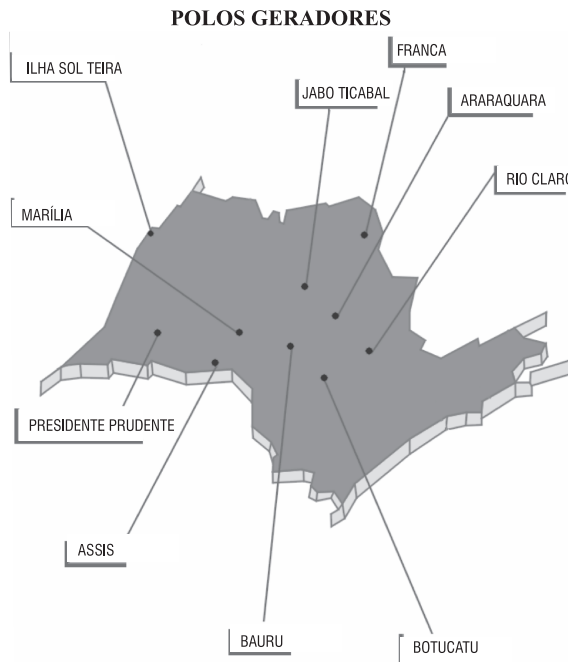 POLOS GERADORES
FRANCA
ILHA SOL TEIRA
JABO TICABAL
ARARAQUARA
RIO CLARO
MARÍLIA
PRESIDENTE PRUDENTE
ASSIS
BAURU
BOTUCATU